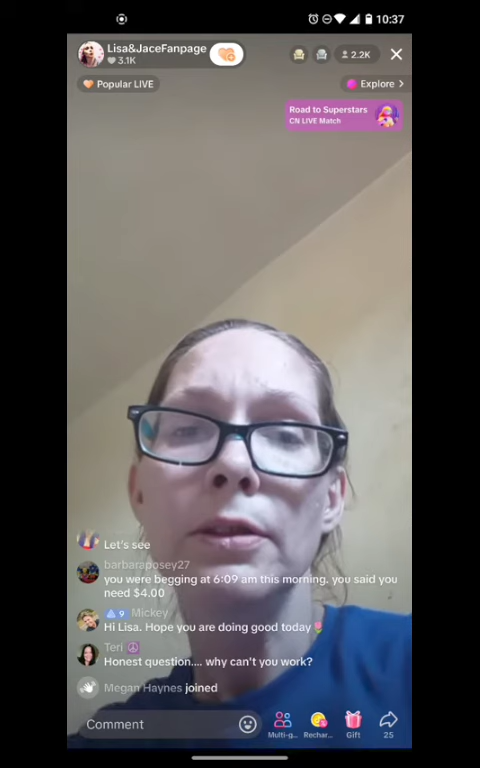 10:37
Lisa&JaceFanpage
3.1K
2.2K
Popular LIVE
Explore >
Road to Superstars
CN LIVE Match
Let's see
barbaraposey27
you were begging at 6:09 am this morning. you said you
need $4.00
9 Mickey
Hi Lisa. Hope you are doing good today🌷
Teri ☮️
Honest question.... why can't you work?
Megan Haynes joined
Comment
Multi-g... Rechar... Gift 25